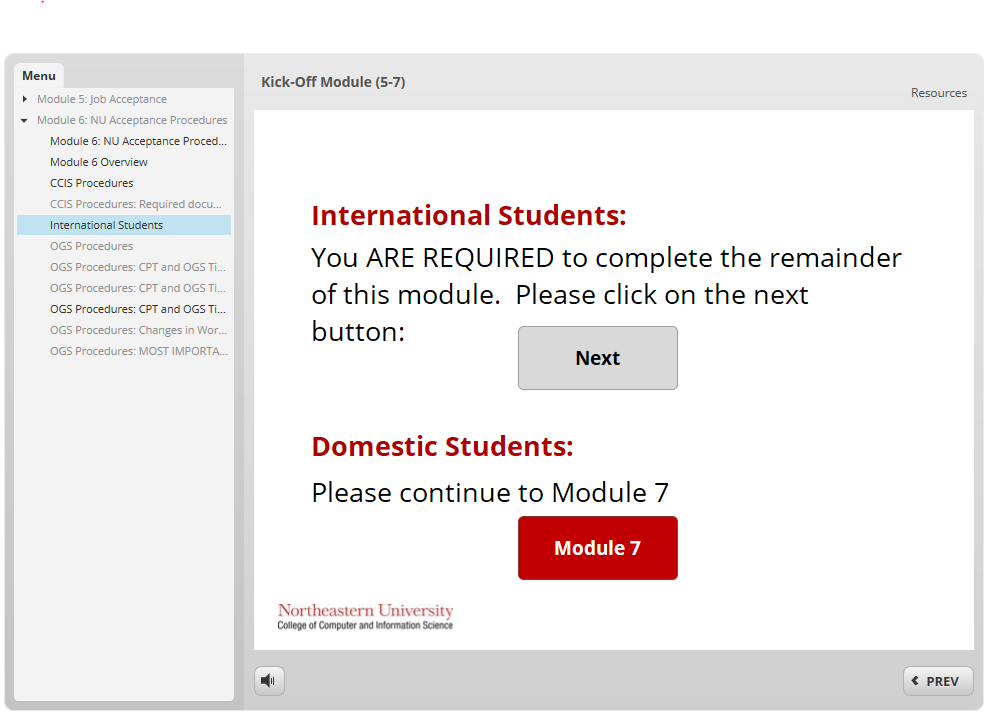 Menu
Module 5: Job Acceptance
Module 6: NU Acceptance Procedures
Module 6: NU Acceptance Proced...
Module 6 Overview
CCIS Procedures
CCIS Procedures: Required docu...
International Students
OGS Procedures
OGS Procedures: CPT and OGS Ti...
OGS Procedures: CPT and OGS Ti...
OGS Procedures: CPT and OGS Ti...
OGS Procedures: Changes in Wor...
OGS Procedures: MOST IMPORTA...
Kick-Off Module (5-7)
Resources
International Students:
You ARE REQUIRED to complete the remainder
of this module.  Please click on the next
button:
Next
Domestic Students:
Please continue to Module 7
Module 7
Northeastern University
College of Computer and Information Science
PREV